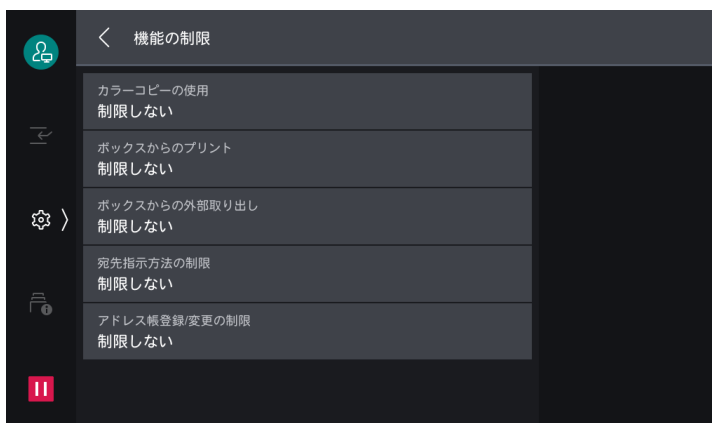 機能の制限
カラーコピーの使用
制限しない
ボックスからのプリント
制限しない
ボックスからの外部取り出し
制限しない
宛先指示方法の制限
制限しない
アドレス帳登録/変更の制限
制限しない